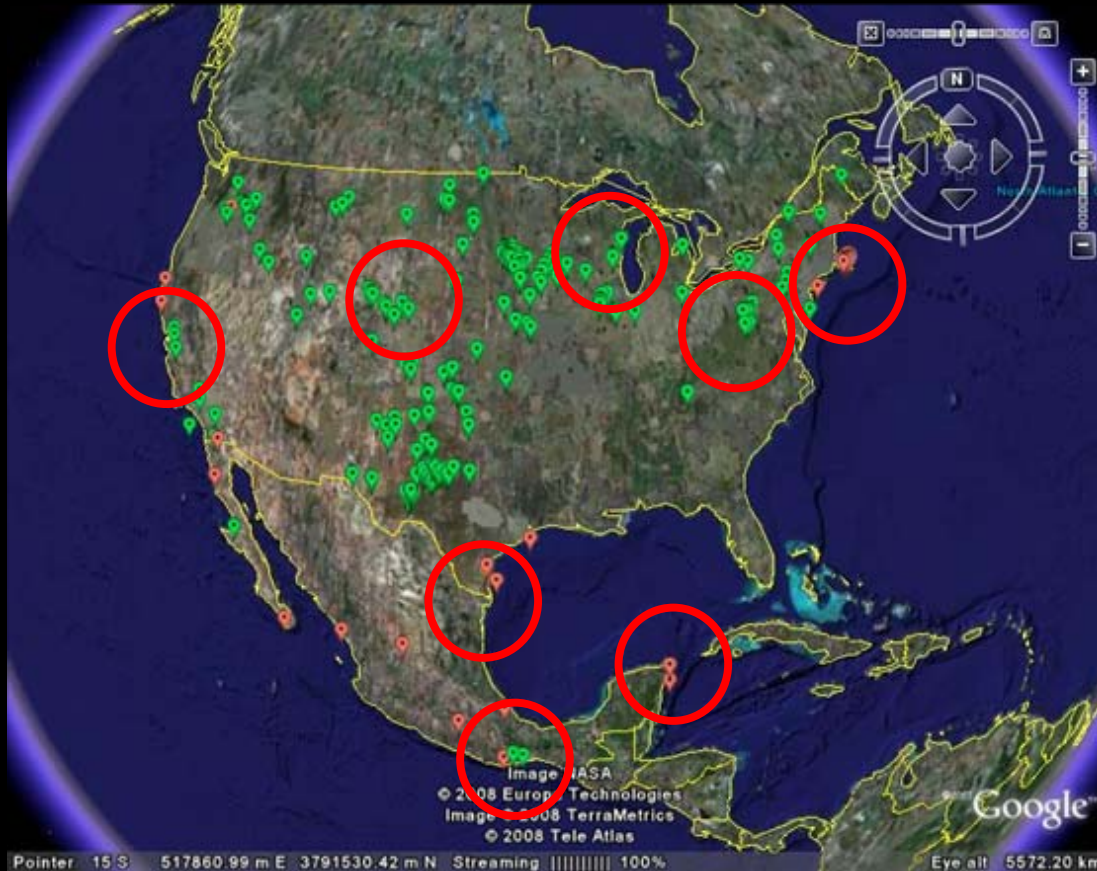 N
North Atlantic
Image NASA
© 2008 Europa Technologies
Image © 2008 TerraMetrics
© 2008 Tele Atlas
Google
Pointer 15 S 517860.99 m E 3791530.42 m N Streaming |||||||||| 100% Eye alt 5572.20 km